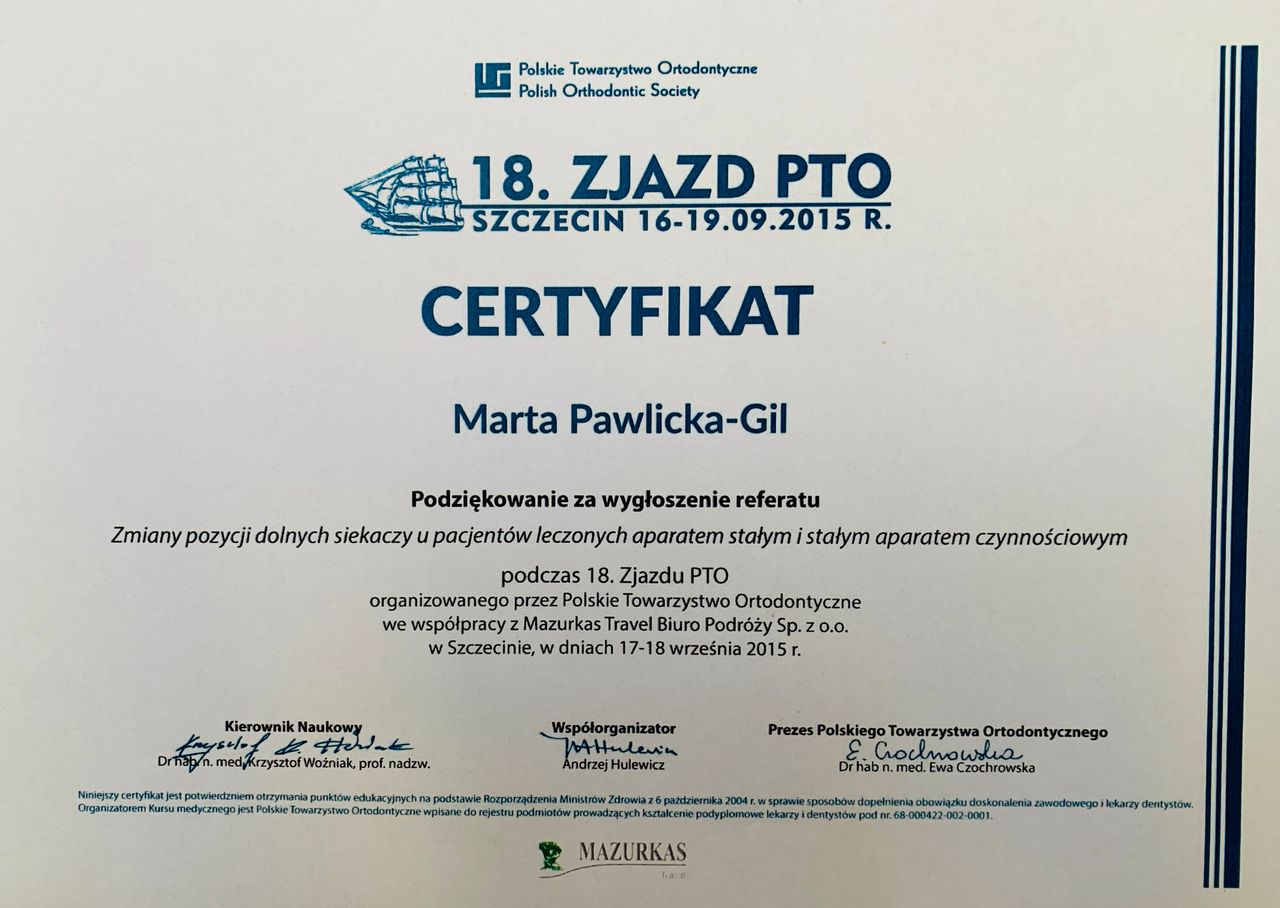 Polskie Towarzystwo Ortodontyczne
Polish Orthodontic Society
18. ZJAZD PTO
SZCZECIN 16-19.09.2015 R.
CERTYFIKAT
Marta Pawlicka-Gil
Podziękowanie za wygłoszenie referatu
Zmiany pozycji dolnych siekaczy u pacjentów leczonych aparatem stałym i stałym aparatem czynnościowym
podczas 18. Zjazdu PTO
organizowanego przez Polskie Towarzystwo Ortodontyczne
we współpracy z Mazurkas Travel Biuro Podróży Sp. z o.o.
w Szczecinie, w dniach 17-18 września 2015 r.
Kierownik Naukowy
Dr hab n. med. Krzysztof Woźniak, prof. nadzw.
Współorganizator
Andrzej Hulewicz
Prezes Polskiego Towarzystwa Ortodontycznego
E. Czochrowska
Dr hab n. med. Ewa Czochrowska
Niniejszy certyfikat jest potwierdzniem otrzymania punktów edukacyjnych na podstawie Rozporządzenia Ministrów Zdrowia z 6 października 2004 r. w sprawie sposobów dopełnienia obowiązku doskonalenia zawodowego i lekarzy dentystów.
Organizatorem Kursu medycznego jest Polskie Towarzystwo Ortodontyczne wpisane do rejestru podmiotów prowadzących kształcenie podyplomowe lekarzy i dentystów pod nr. 68-000422-002-0001.
MAZURKAS